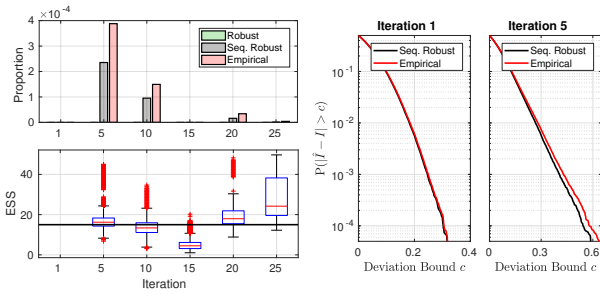 4 × 10⁻⁴
3
2
1
0
Proportion
Robust
Seq. Robust
Empirical
1 5 10 15 20 25
40
20
0
ESS
1 5 10 15 20 25
Iteration
Iteration 1
Seq. Robust
Empirical
10⁻¹
10⁻²
10⁻³
10⁻⁴
P(|Î − I| > c)
0 0.2 0.4
Deviation Bound c
Iteration 5
Seq. Robust
Empirical
0 0.3 0.6
Deviation Bound c